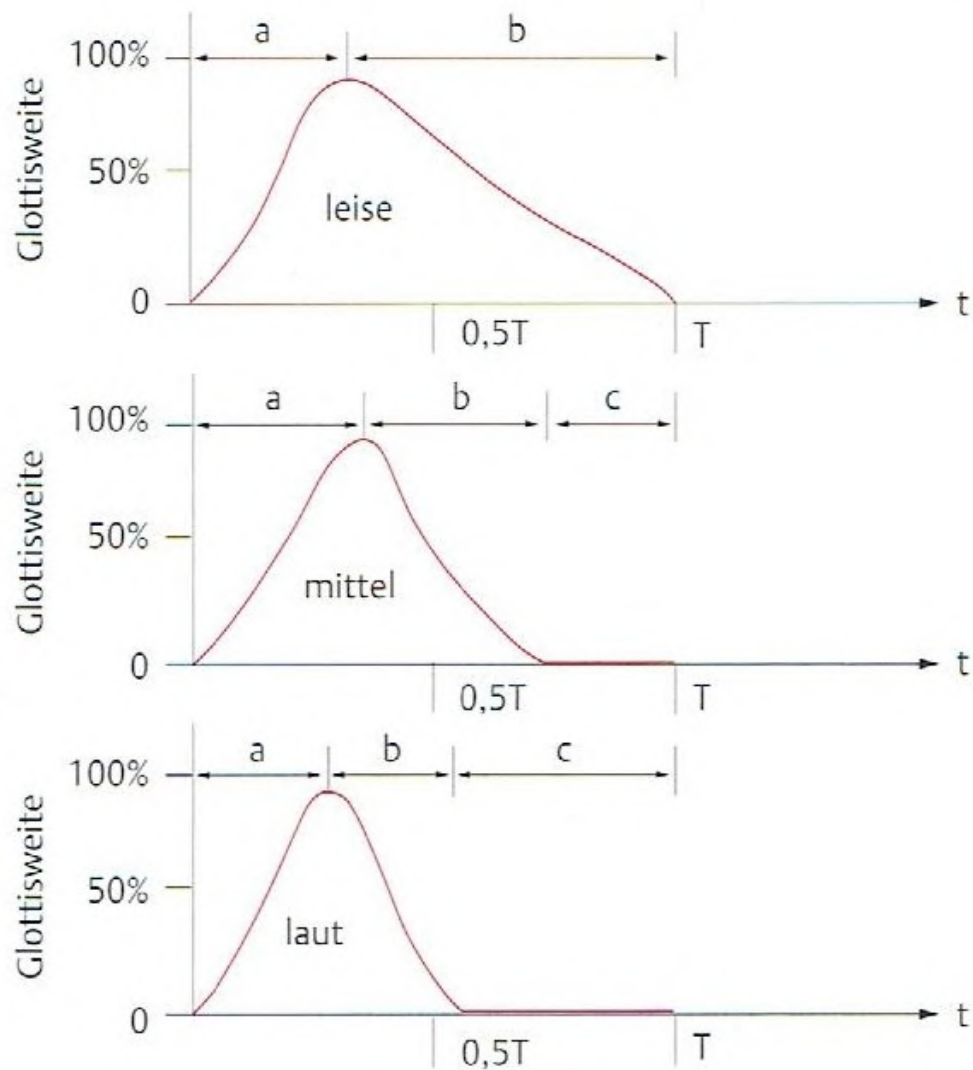 a b
100%
50%
Glottisweite
leise
0
t
0,5T T
a b c
100%
50%
Glottisweite
mittel
0
t
0,5T T
a b c
100%
50%
Glottisweite
laut
0
t
0,5T T